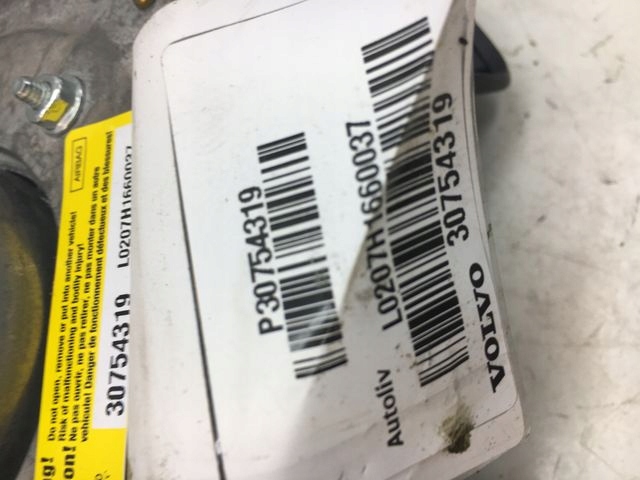 AIRBAG
Do not open, remove or put into another vehicle!
Risk of malfunctioning and bodily injury!
Ne pas ouvrir, ne pas retirer, ne pas monter dans un autre
vehicule! Danger de fonctionnement défectueux et des blessures!
30754319 L0207H1660037
P30754319
Autoliv L0207H1660037
VOLVO 30754319